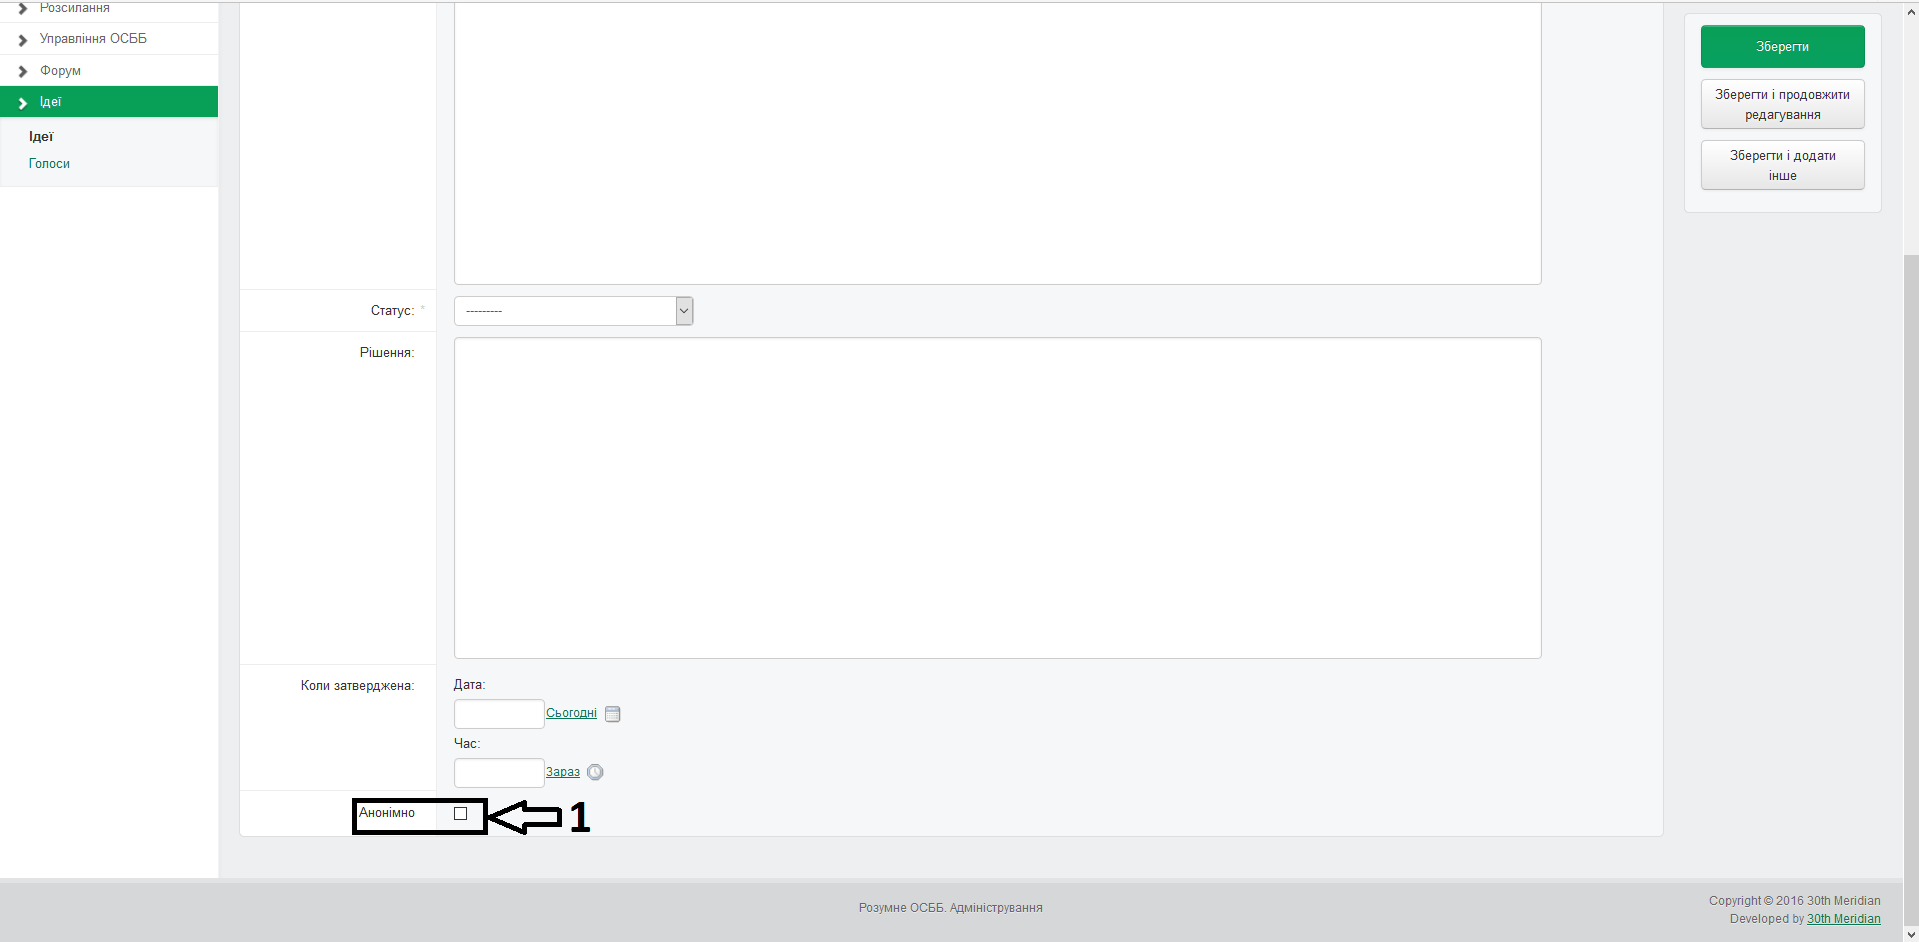 Розсилання
Управління ОСББ
Форум
Ідеї
Ідеї
Голоси
Статус: *
---------
Рішення:
Коли затверджена:
Дата:
Сьогодні
Час:
Зараз
Анонімно
1
Зберегти
Зберегти і продовжити
редагування
Зберегти і додати
інше
Розумне ОСББ. Адміністрування
Copyright © 2016 30th Meridian
Developed by 30th Meridian